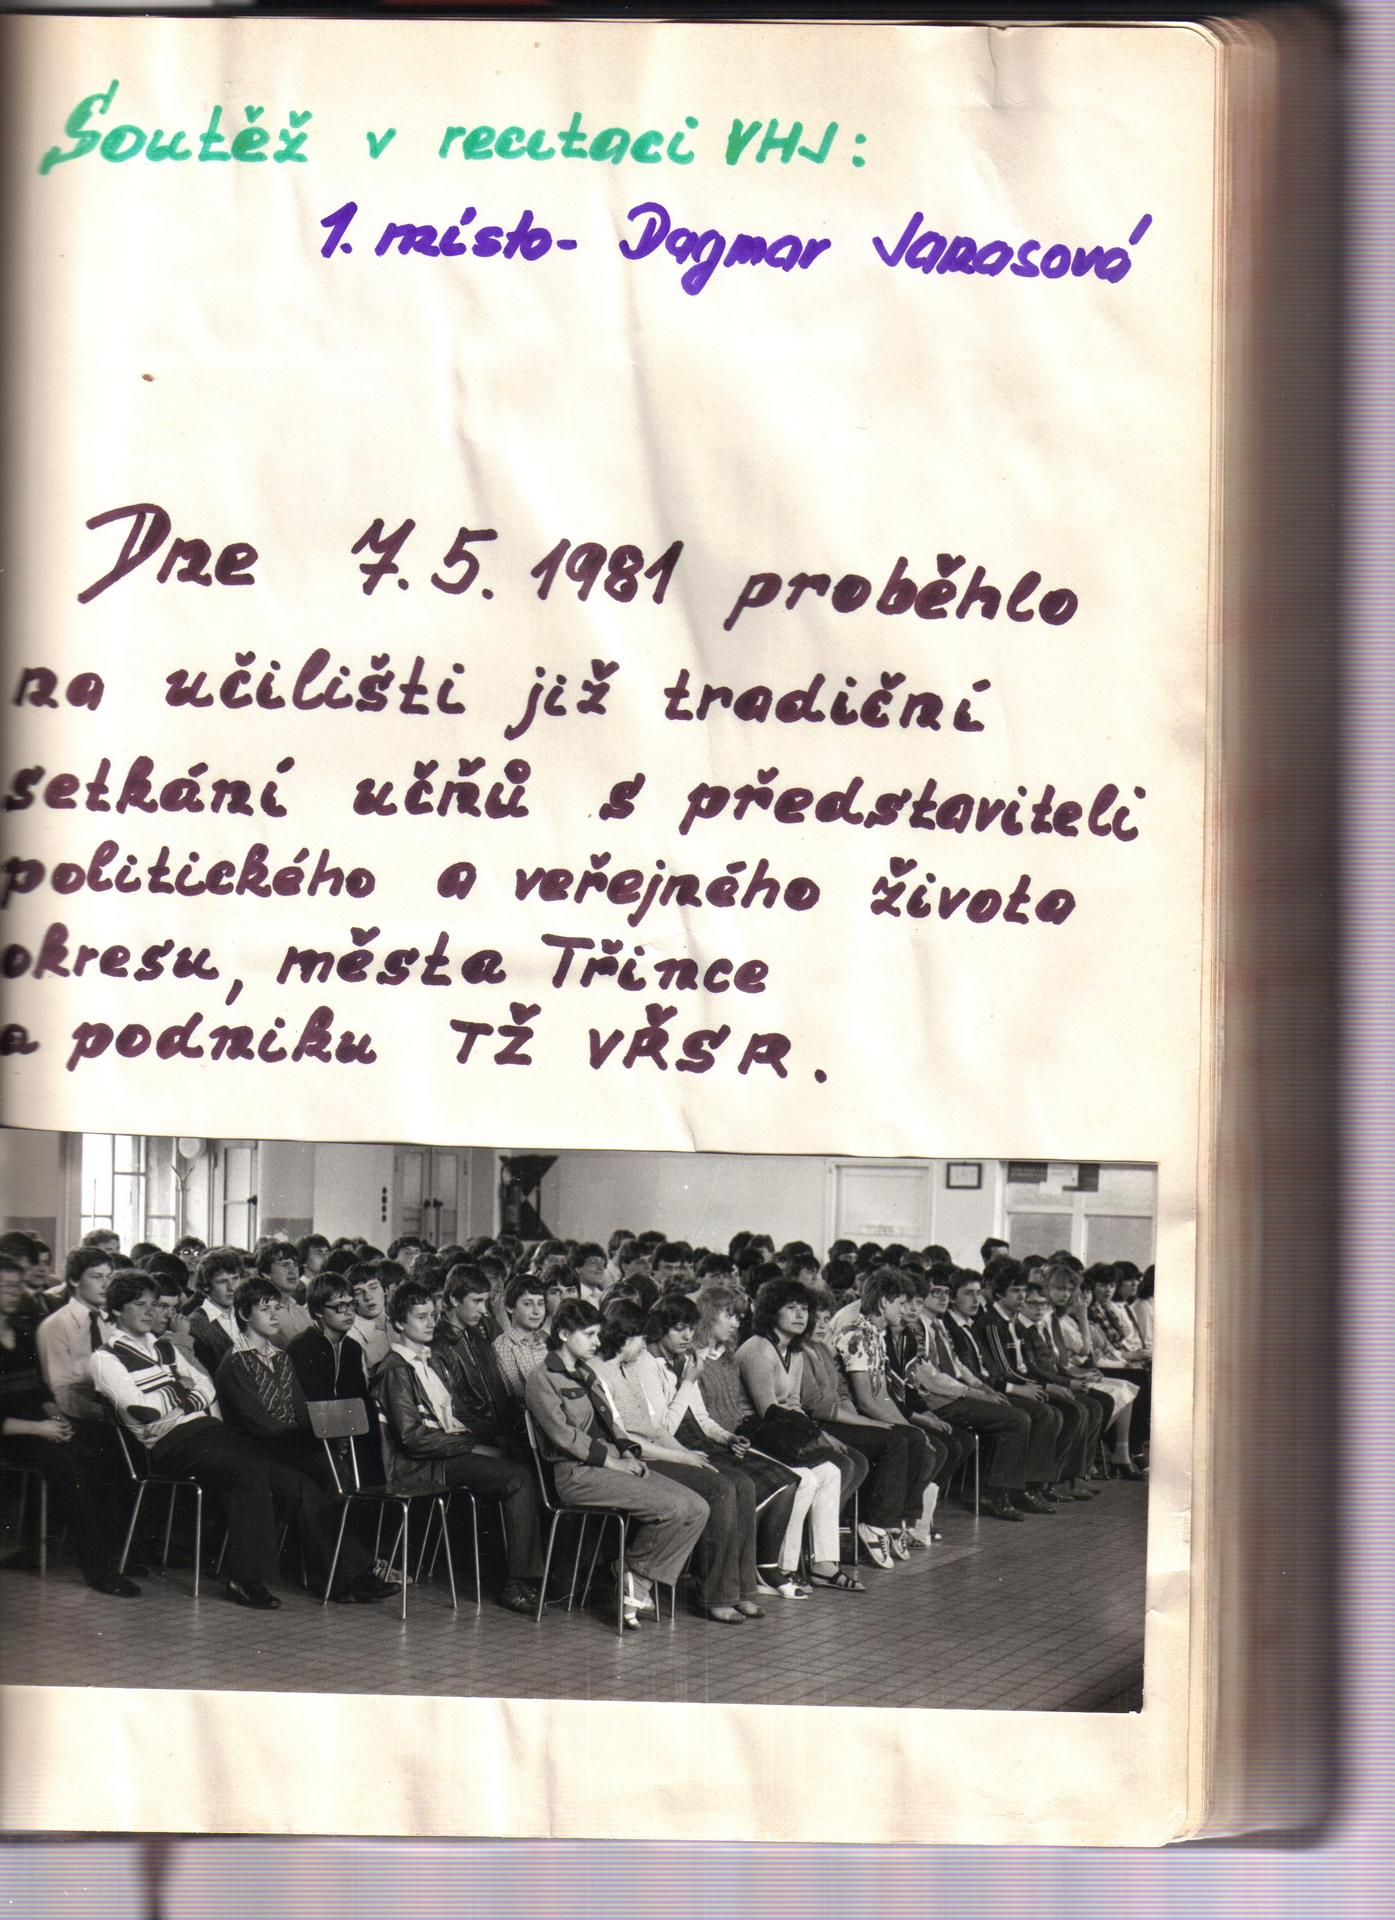 Soutěž v recitaci VHJ:
1. místo- Dagmar Janasová
Dne 7.5.1981 proběhlo
na učilišti již tradiční
setkání učňů s představiteli
politického a veřejného života
okresu, města Třince
a podniku TŽ VŘSR.